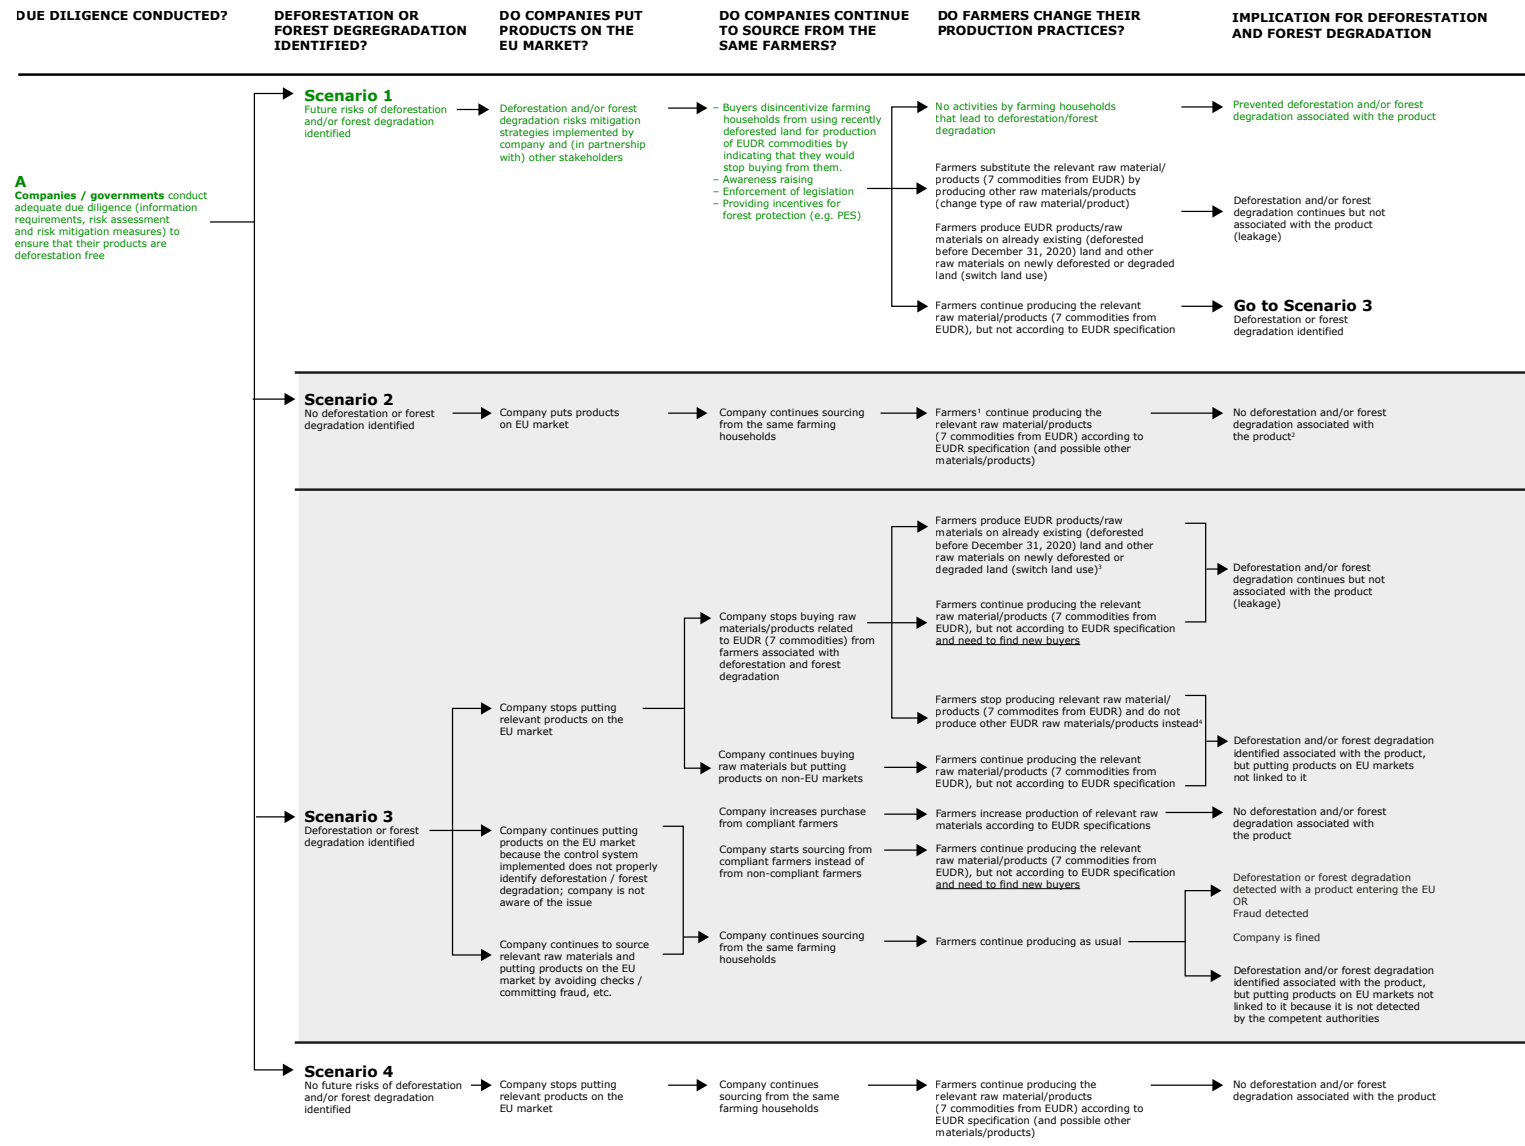 DUE DILIGENCE CONDUCTED?
DEFORESTATION OR
FOREST DEGREGRADATION
IDENTIFIED?
DO COMPANIES PUT
PRODUCTS ON THE
EU MARKET?
DO COMPANIES CONTINUE
TO SOURCE FROM THE
SAME FARMERS?
DO FARMERS CHANGE THEIR
PRODUCTION PRACTICES?
IMPLICATION FOR DEFORESTATION
AND FOREST DEGRADATION
A
Companies / governments conduct
adequate due diligence (information
requirements, risk assessment
and risk mitigation measures) to
ensure that their products are
deforestation free
Scenario 1
Future risks of deforestation
and/or forest degradation
identified
Deforestation and/or forest
degradation risks mitigation
strategies implemented by
company and (in partnership
with) other stakeholders
– Buyers disincentivize farming
households from using recently
deforested land for production
of EUDR commodities by
indicating that they would
stop buying from them.
– Awareness raising
– Enforcement of legislation
– Providing incentives for
forest protection (e.g. PES)
No activities by farming households
that lead to deforestation/forest
degradation
Prevented deforestation and/or forest
degradation associated with the product
Farmers substitute the relevant raw material/
products (7 commodities from EUDR) by
producing other raw materials/products
(change type of raw material/product)
Farmers produce EUDR products/raw
materials on already existing (deforested
before December 31, 2020) land and other
raw materials on newly deforested or degraded
land (switch land use)
Deforestation and/or forest
degradation continues but not
associated with the product
(leakage)
Farmers continue producing the relevant
raw material/products (7 commodities from
EUDR), but not according to EUDR specification
Go to Scenario 3
Deforestation or forest
degradation identified
Scenario 2
No deforestation or forest
degradation identified
Company puts products
on EU market
Company continues sourcing
from the same farming
households
Farmers¹ continue producing the
relevant raw material/products
(7 commodities from EUDR) according to
EUDR specification (and possible other
materials/products)
No deforestation and/or forest
degradation associated with
the product²
Scenario 3
Deforestation or forest
degradation identified
Company stops putting
relevant products on the
EU market
Company stops buying raw
materials/products related
to EUDR (7 commodities) from
farmers associated with
deforestation and forest
degradation
Farmers produce EUDR products/raw
materials on already existing (deforested
before December 31, 2020) land and other
raw materials on newly deforested or
degraded land (switch land use)³
Farmers continue producing the relevant
raw material/products (7 commodities from
EUDR), but not according to EUDR specification
and need to find new buyers
Deforestation and/or forest
degradation continues but not
associated with the product
(leakage)
Farmers stop producing relevant raw material/
products (7 commodites from EUDR) and do not
produce other EUDR raw materials/products instead⁴
Company continues buying
raw materials but putting
products on non-EU markets
Farmers continue producing the relevant
raw material/products (7 commodities from
EUDR), but not according to EUDR specification
Deforestation and/or forest degradation
identified associated with the product,
but putting products on EU markets
not linked to it
Company continues putting
products on the EU market
because the control system
implemented does not properly
identify deforestation / forest
degradation; company is not
aware of the issue
Company increases purchase
from compliant farmers
Farmers increase production of relevant raw
materials according to EUDR specifications
No deforestation and/or forest
degradation associated with
the product
Company starts sourcing from
compliant farmers instead of
from non-compliant farmers
Farmers continue producing the relevant
raw material/products (7 commodities from
EUDR), but not according to EUDR specification
and need to find new buyers
Company continues to source
relevant raw materials and
putting products on the EU
market by avoiding checks /
committing fraud, etc.
Company continues sourcing
from the same farming
households
Farmers continue producing as usual
Deforestation or forest degradation
detected with a product entering the EU
OR
Fraud detected
Company is fined
Deforestation and/or forest degradation
identified associated with the product,
but putting products on EU markets not
linked to it because it is not detected
by the competent authorities
Scenario 4
No future risks of deforestation
and/or forest degradation
identified
Company stops putting
relevant products on the
EU market
Company continues
sourcing from the same
farming households
Farmers continue producing the
relevant raw material/products
(7 commodities from EUDR) according to
EUDR specification (and possible other
materials/products)
No deforestation and/or forest
degradation associated with the product